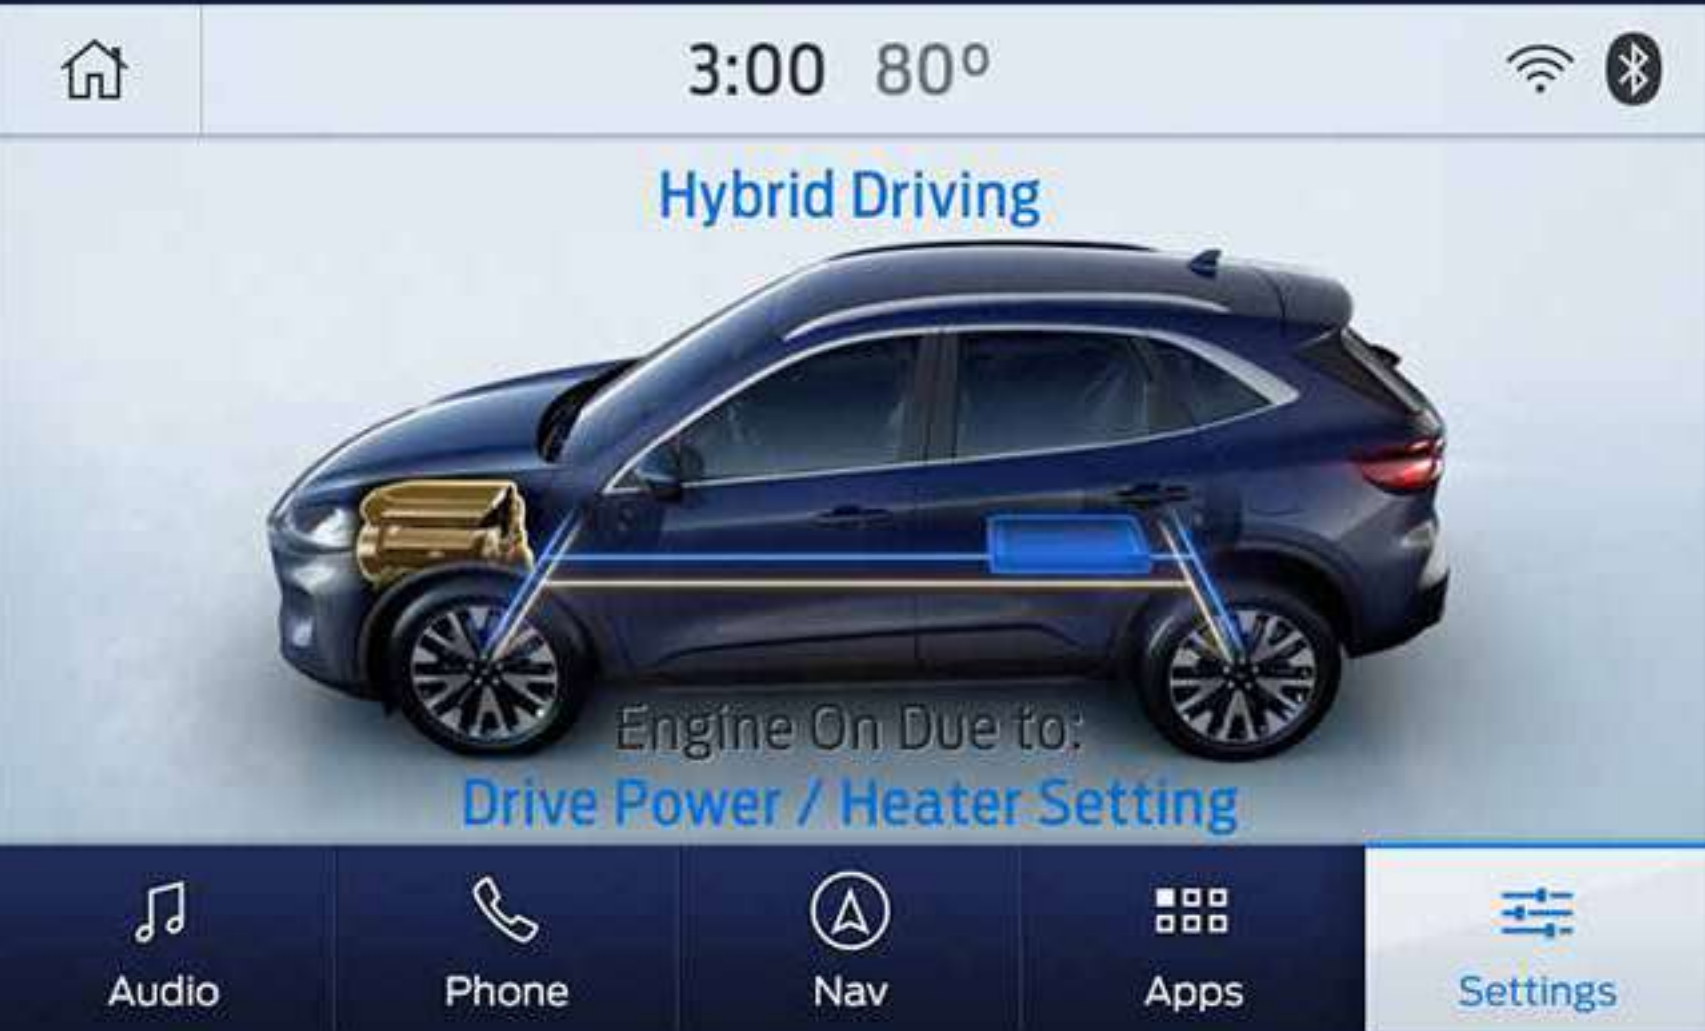 3:00 80º
Hybrid Driving
Engine On Due to:
Drive Power / Heater Setting
Audio Phone Nav Apps Settings